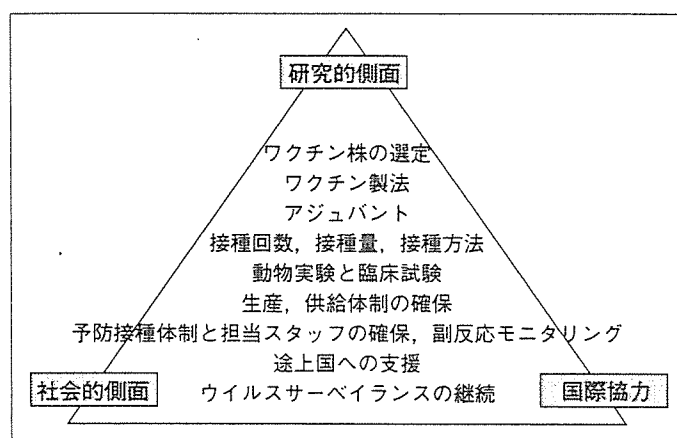 研究的側面
ワクチン株の選定
ワクチン製法
アジュバント
接種回数，接種量，接種方法
動物実験と臨床試験
生産，供給体制の確保
予防接種体制と担当スタッフの確保，副反応モニタリング
途上国への支援
社会的側面
ウイルスサーベイランスの継続
国際協力